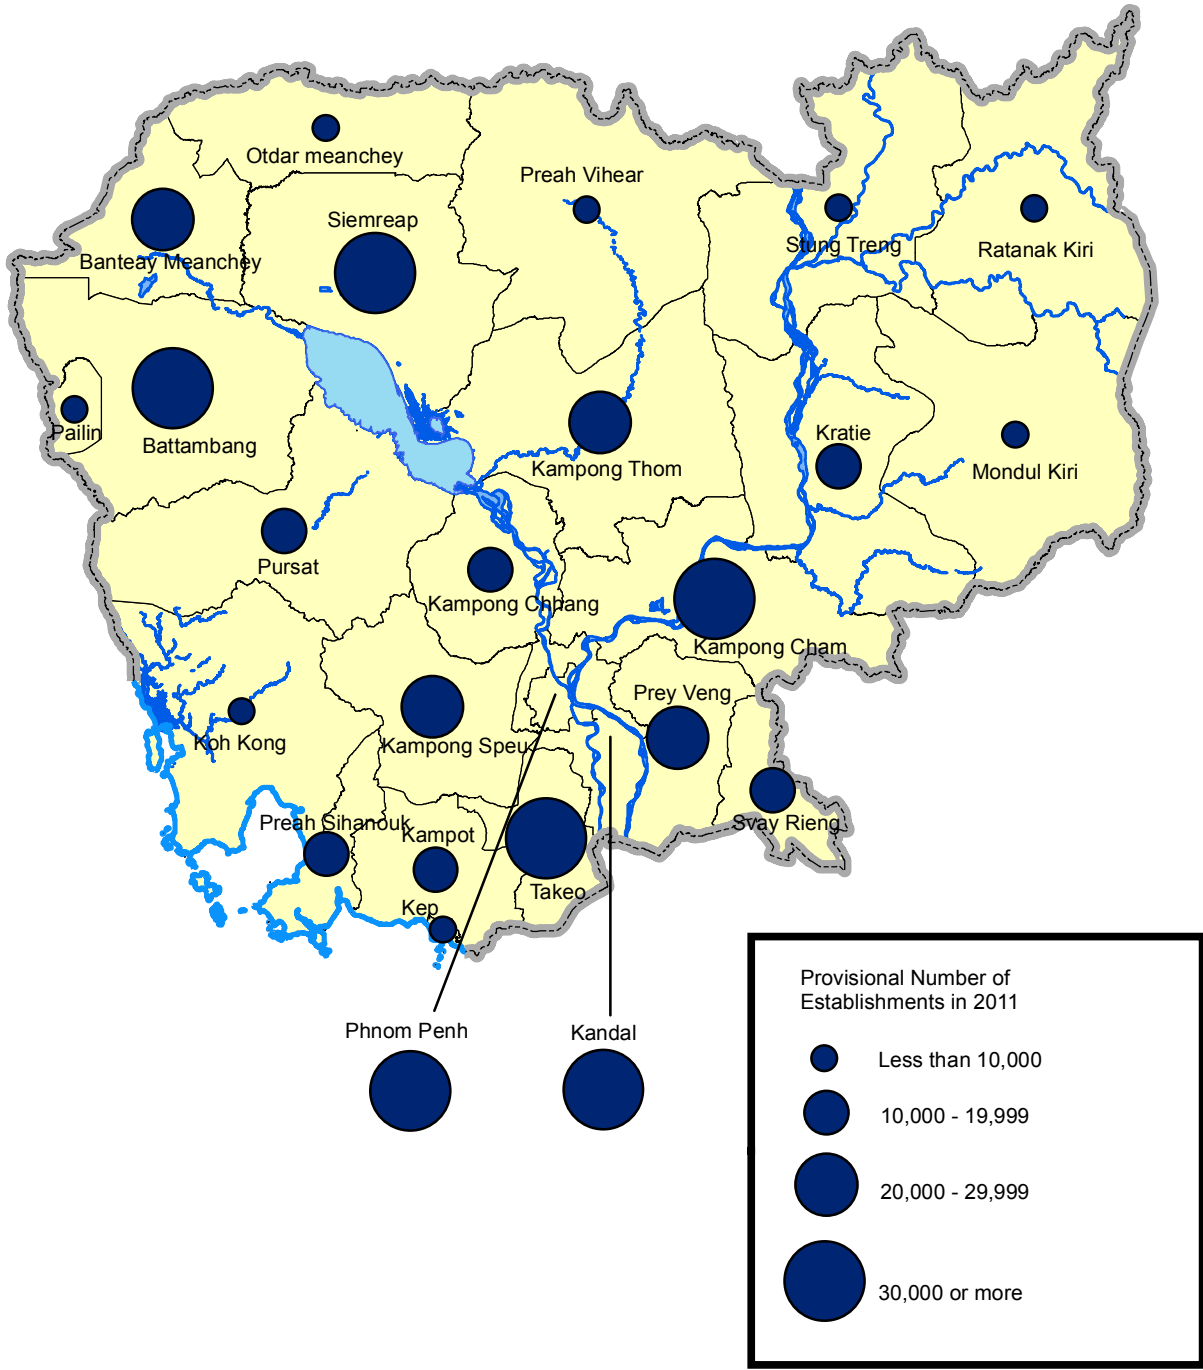 Otdar meanchey
Preah Vihear
Siemreap
Stung Treng
Ratanak Kiri
Banteay Meanchey
Pailin
Battambang
Kampong Thom
Kratie
Mondul Kiri
Pursat
Kampong Chhang
Kampong Cham
Prey Veng
Koh Kong
Kampong Speu
Preah Sihanouk
Kampot
Svay Rieng
Takeo
Kep
Phnom Penh
Kandal
Provisional Number of
Establishments in 2011
Less than 10,000
10,000 - 19,999
20,000 - 29,999
30,000 or more